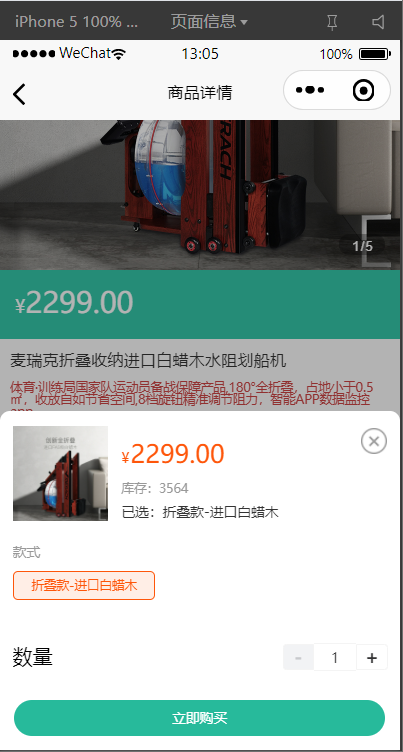 iPhone 5 100% ... 页面信息
WeChat 13:05 100%
商品详情
RACH
1/5
¥2299.00
麦瑞克折叠收纳进口白蜡木水阻划船机
体育·训练局国家队运动员备战保障产品,180°全折叠，占地小于0.5
㎡，收放自如节省空间,8档旋钮精准调节阻力，智能APP数据监控
¥2299.00
库存：3564
已选：折叠款-进口白蜡木
款式
折叠款-进口白蜡木
数量
- 1 +
立即购买